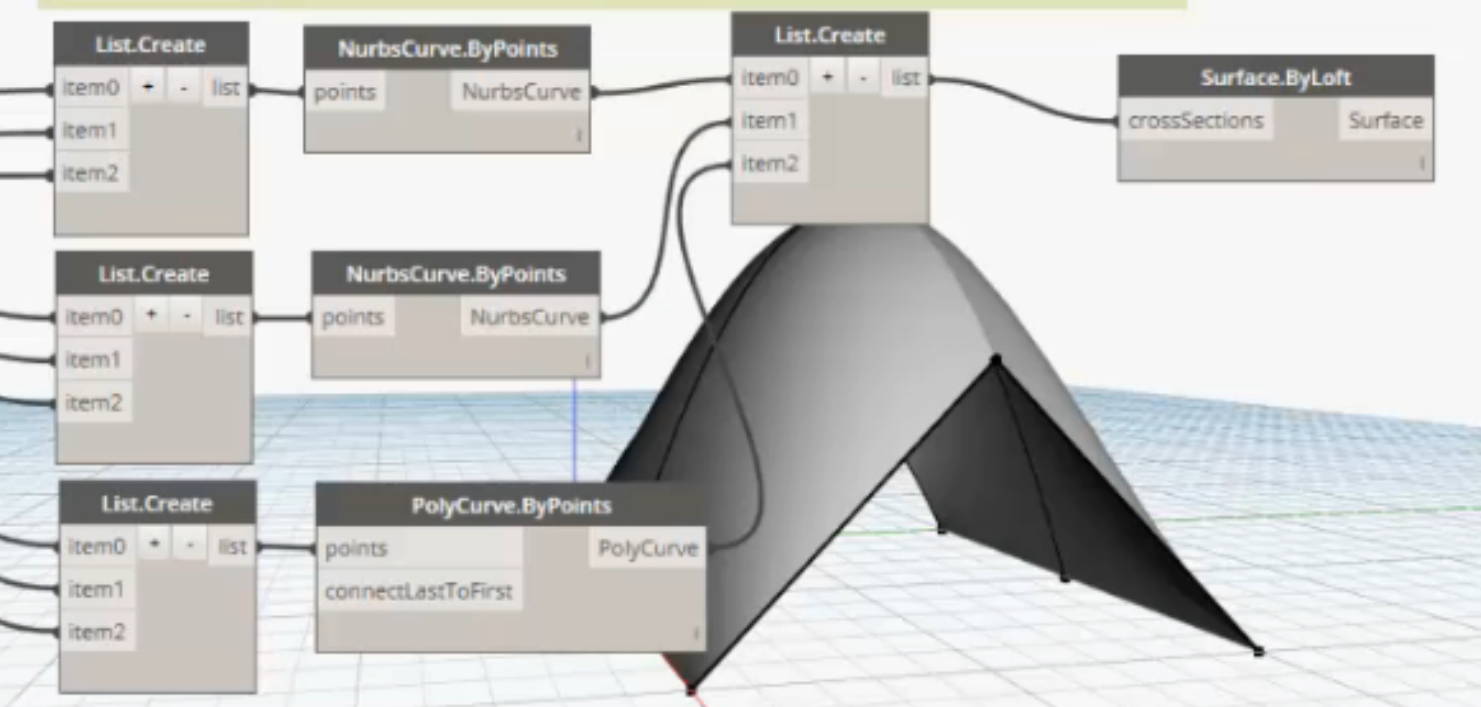 List.Create
item0 + - list
item1
item2
NurbsCurve.ByPoints
points NurbsCurve
List.Create
item0 + - list
item1
item2
Surface.ByLoft
crossSections Surface
List.Create
item0 + - list
item1
item2
NurbsCurve.ByPoints
points NurbsCurve
List.Create
item0 + - list
item1
item2
PolyCurve.ByPoints
points PolyCurve
connectLastToFirst